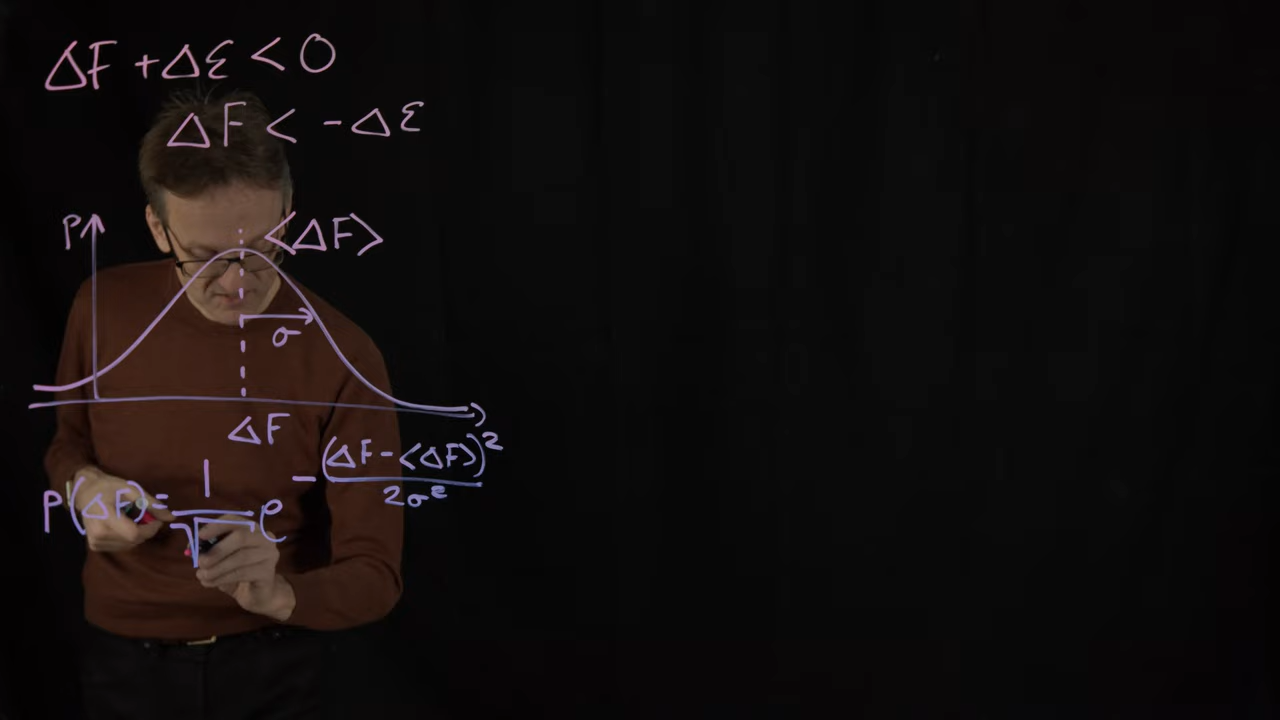 ΔF + Δε < 0
ΔF < - Δε
P
<ΔF>
σ
ΔF
P(ΔF) = 1/√ e^-(ΔF - <ΔF>)²/2σ²